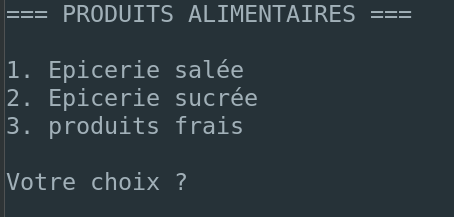 === PRODUITS ALIMENTAIRES ===
1. Epicerie salée
2. Epicerie sucrée
3. produits frais
Votre choix ?